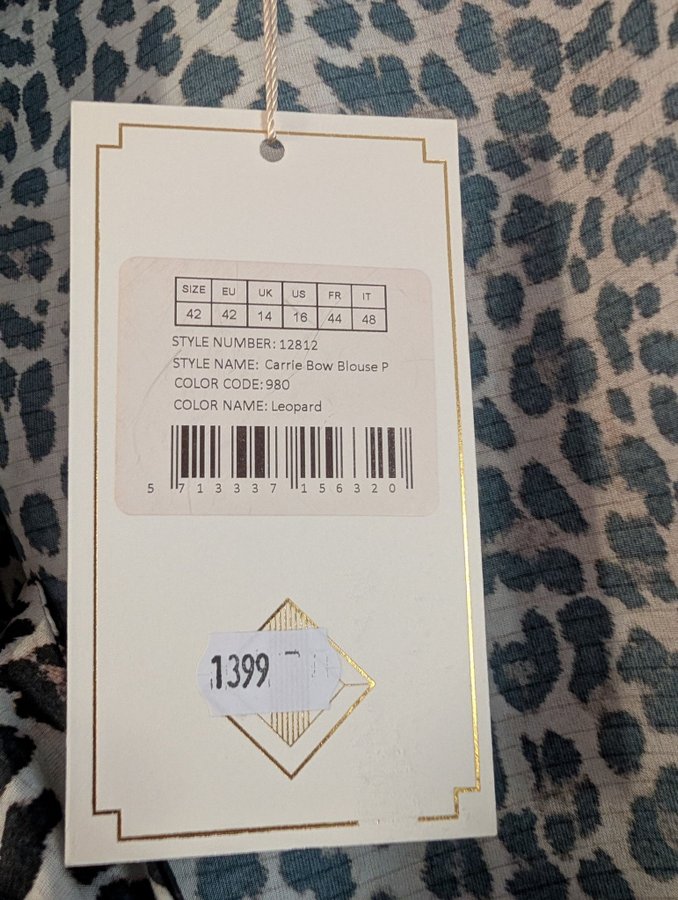 SIZE EU UK US FR IT
42 42 14 16 44 48
STYLE NUMBER: 12812
STYLE NAME: Carrie Bow Blouse P
COLOR CODE: 980
COLOR NAME: Leopard
5 713337 156320
1399